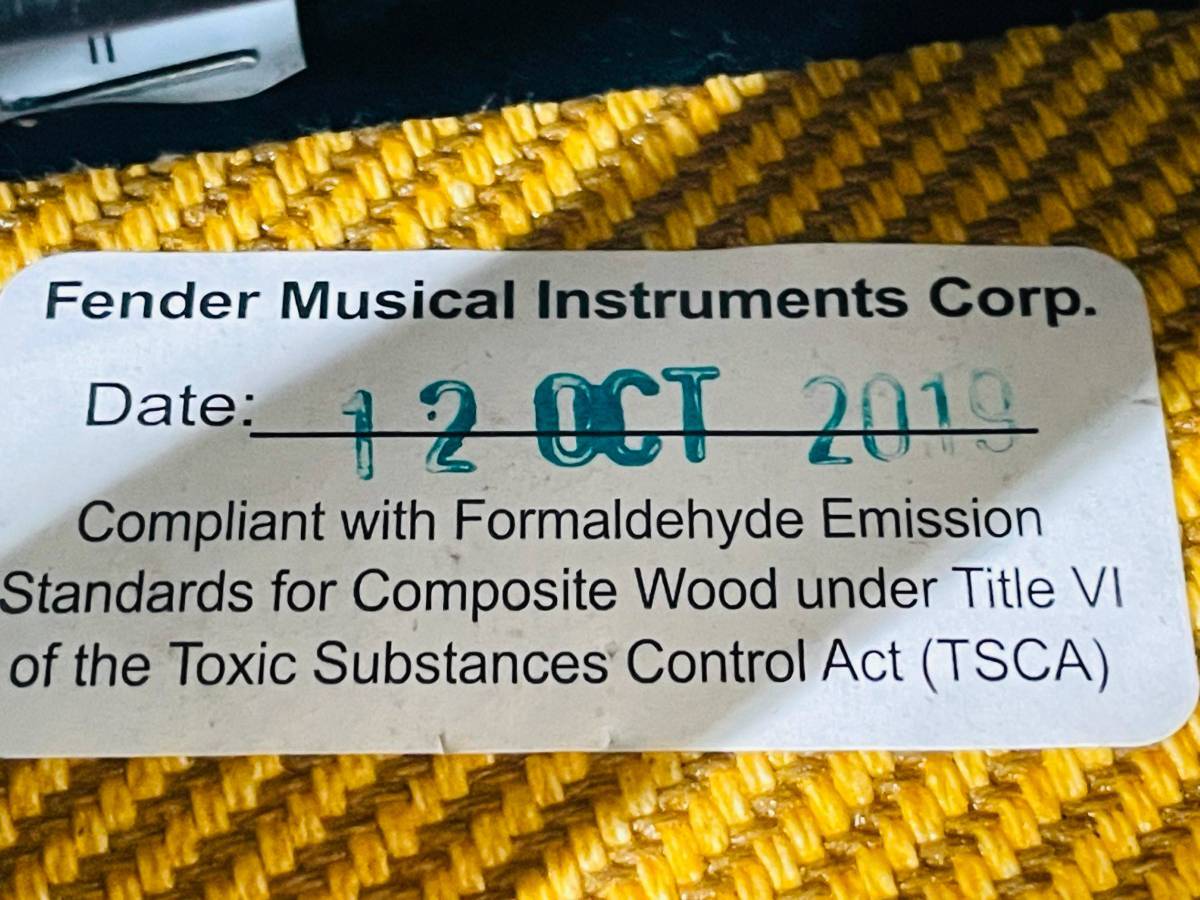 Fender Musical Instruments Corp.
Date: 12 OCT 2019
Compliant with Formaldehyde Emission
Standards for Composite Wood under Title VI
of the Toxic Substances Control Act (TSCA)